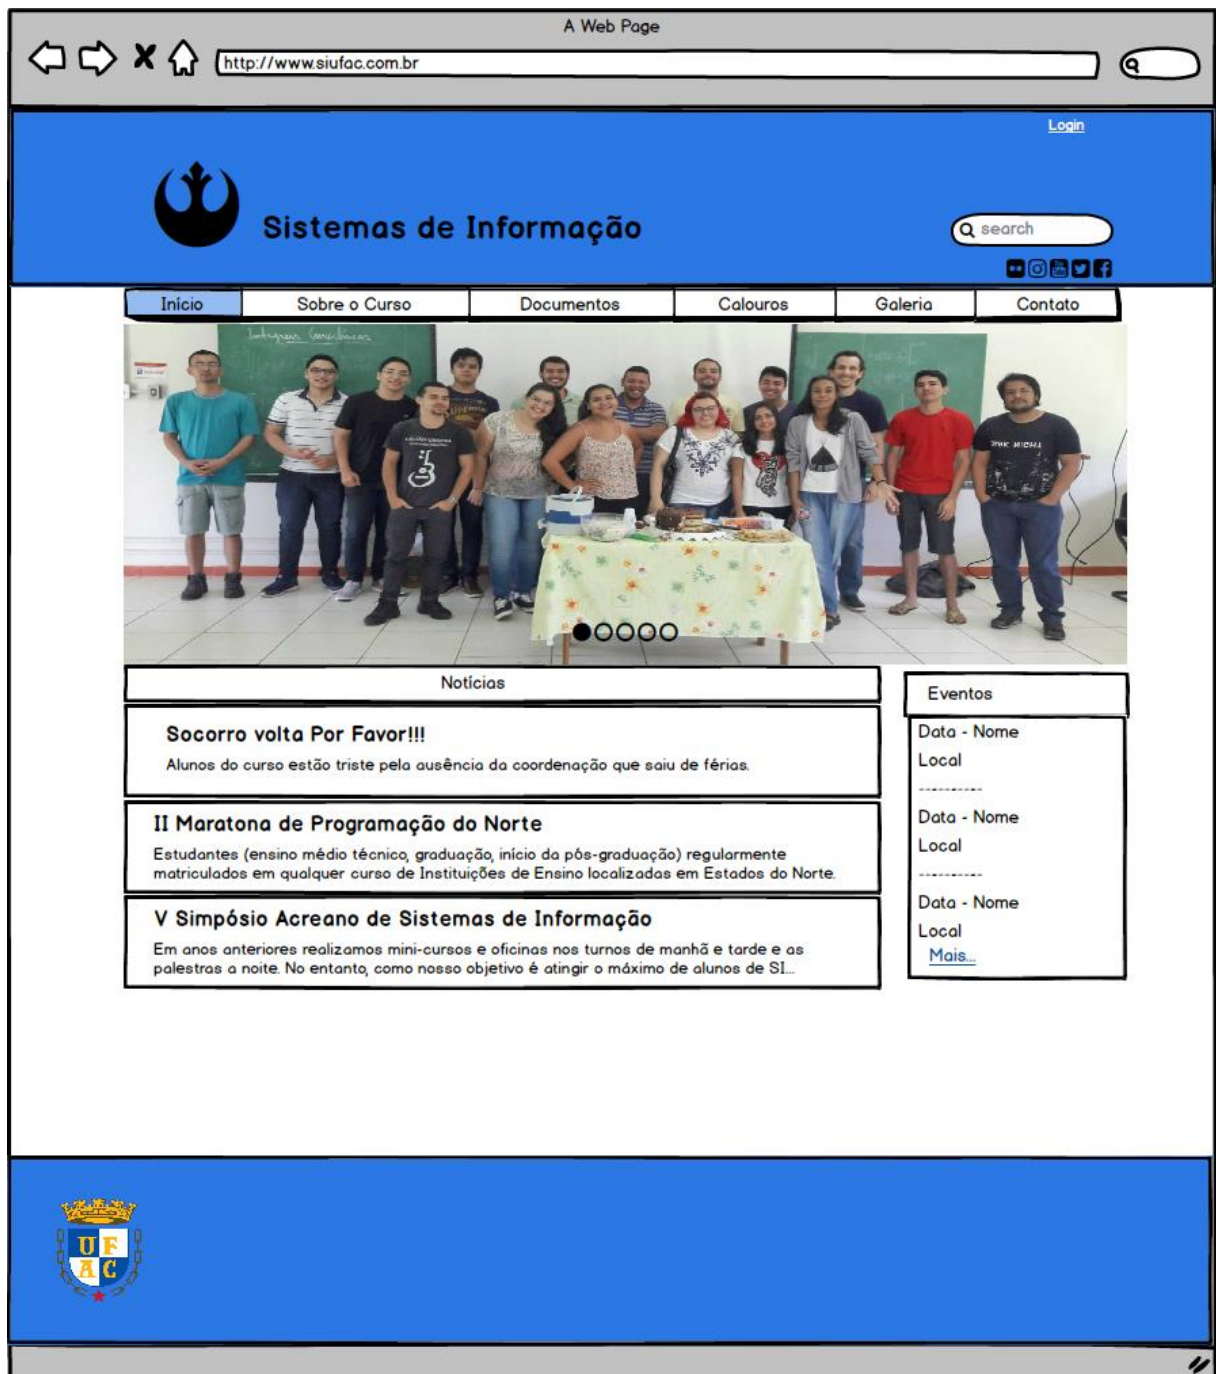 A Web Page
http://www.siufac.com.br
Login
Sistemas de Informação
search
Início Sobre o Curso Documentos Calouros Galeria Contato
Notícias
Socorro volta Por Favor!!!
Alunos do curso estão triste pela ausência da coordenação que saiu de férias.
II Maratona de Programação do Norte
Estudantes (ensino médio técnico, graduação, início da pós-graduação) regularmente
matriculados em qualquer curso de Instituições de Ensino localizadas em Estados do Norte.
V Simpósio Acreano de Sistemas de Informação
Em anos anteriores realizamos mini-cursos e oficinas nos turnos de manhã e tarde e as
palestras a noite. No entanto, como nosso objetivo é atingir o máximo de alunos de SI...
Eventos
Data - Nome
Local
----------
Data - Nome
Local
----------
Data - Nome
Local
Mais...
U F
A C